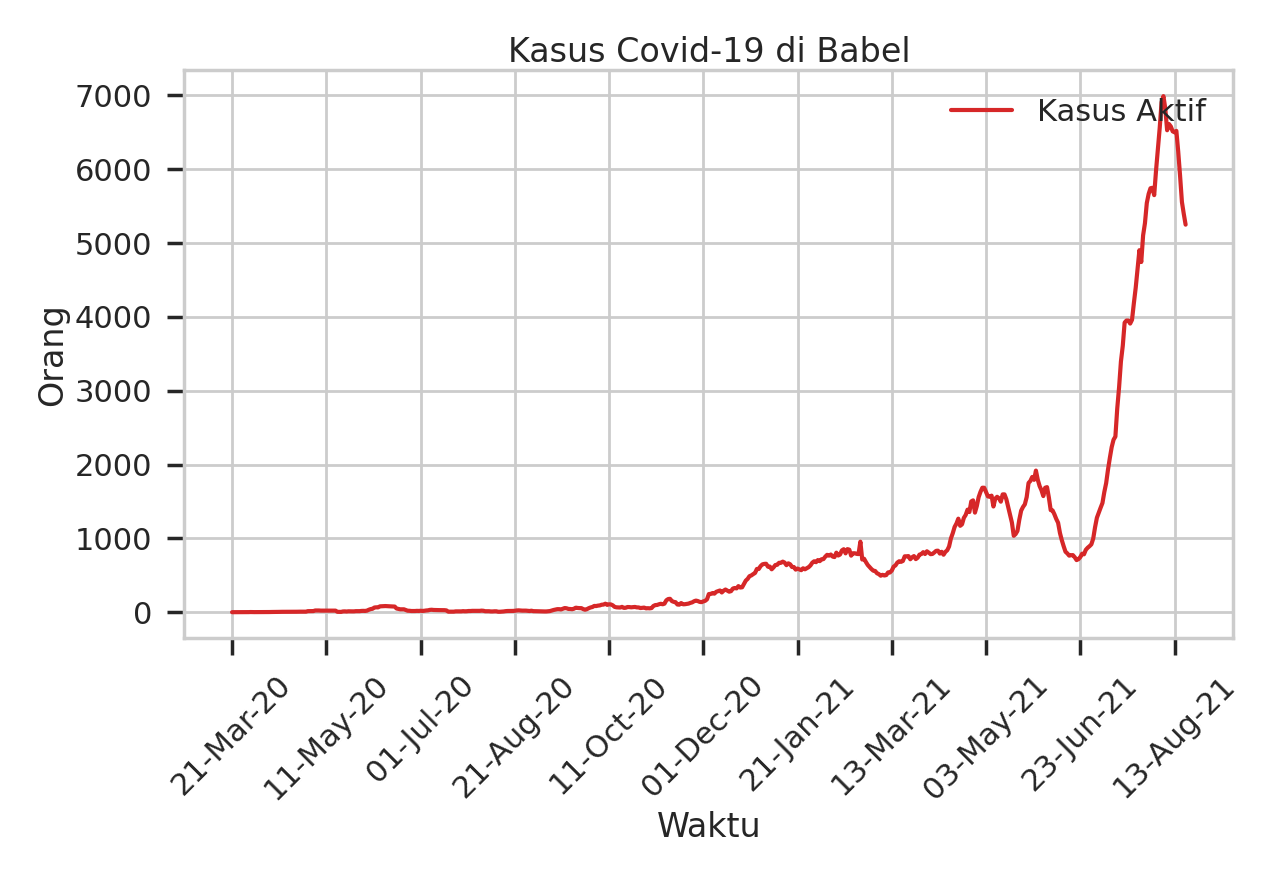 Kasus Covid-19 di Babel
Kasus Aktif
7000
6000
5000
4000
3000
2000
1000
0
Orang
21-Mar-20
11-May-20
01-Jul-20
21-Aug-20
11-Oct-20
01-Dec-20
21-Jan-21
13-Mar-21
03-May-21
23-Jun-21
13-Aug-21
Waktu